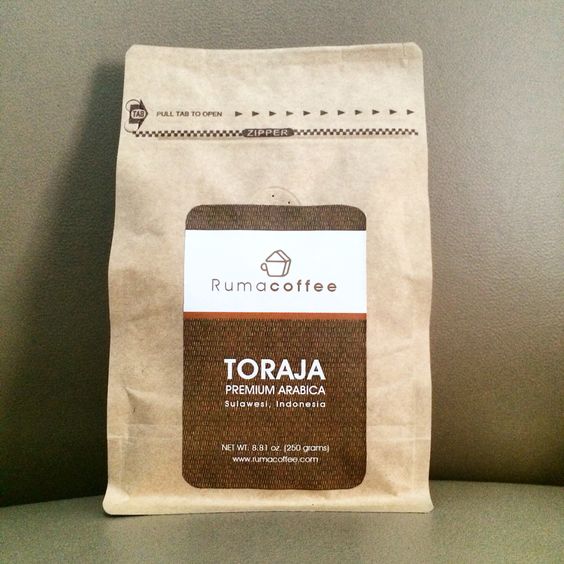 TAB
PULL TAB TO OPEN
ZIPPER
Rumacoffee
TORAJA
PREMIUM ARABICA
Sulawesi, Indonesia
NET WT. 8.81 oz. (250 grams)
www.rumacoffee.com